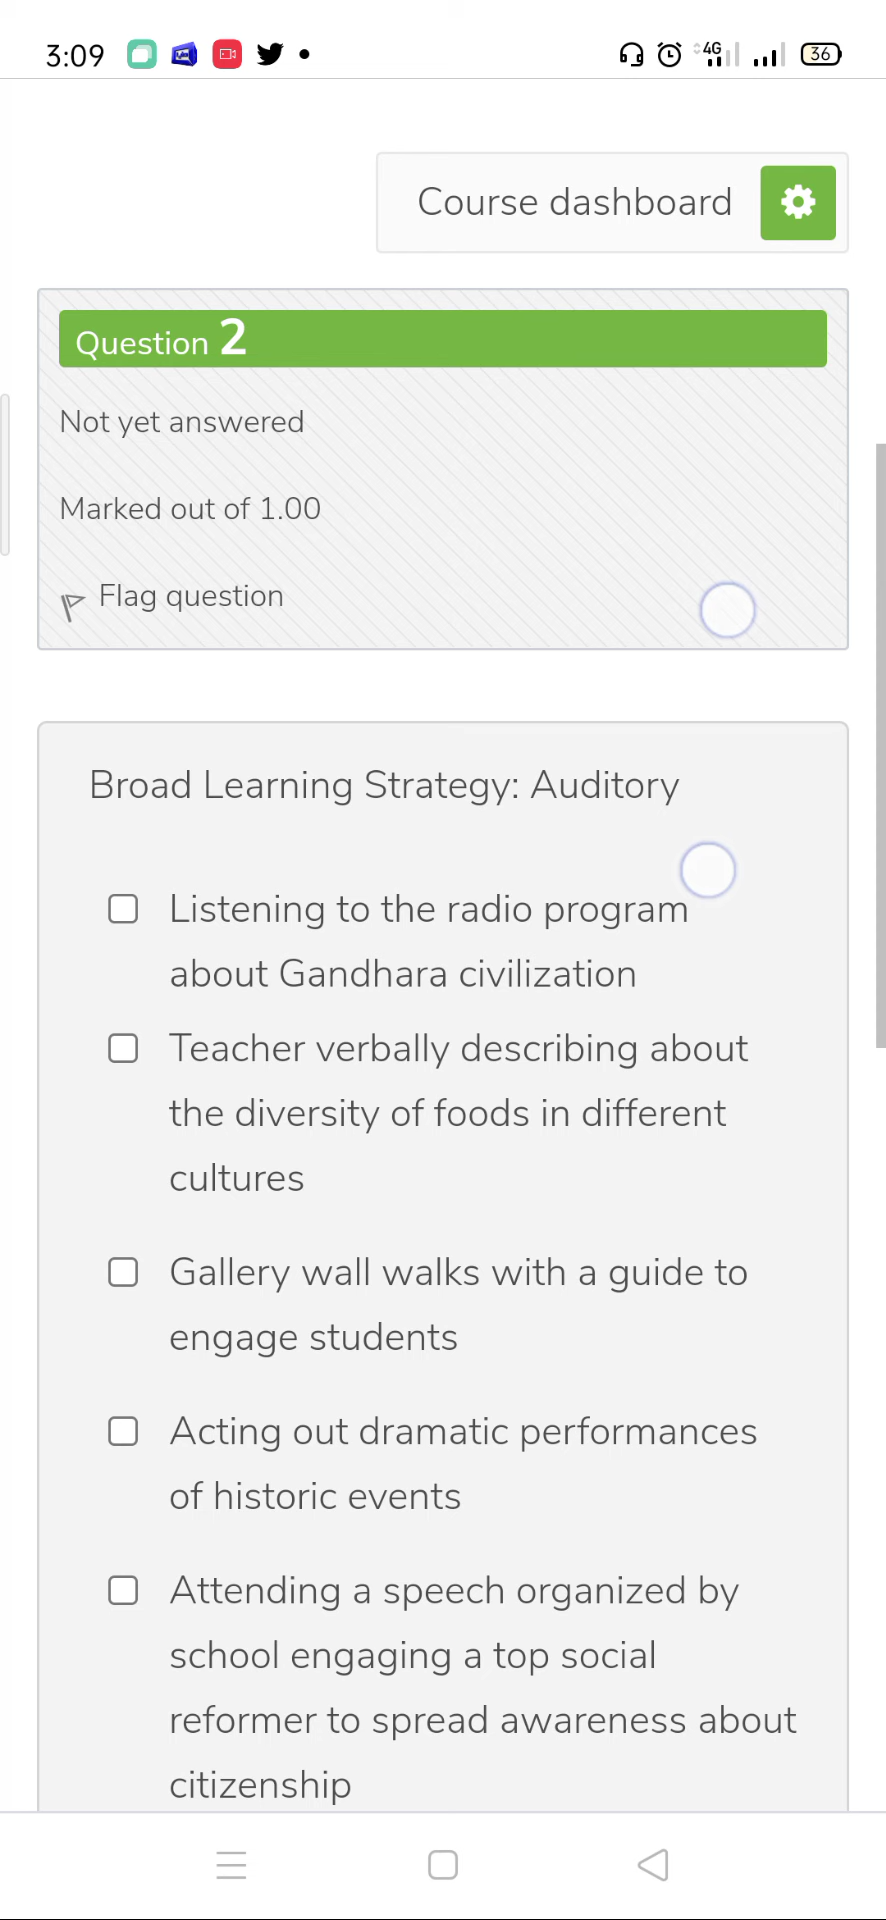 3:09
4G
36
Course dashboard
Question 2
Not yet answered
Marked out of 1.00
Flag question
Broad Learning Strategy: Auditory
Listening to the radio program
about Gandhara civilization
Teacher verbally describing about
the diversity of foods in different
cultures
Gallery wall walks with a guide to
engage students
Acting out dramatic performances
of historic events
Attending a speech organized by
school engaging a top social
reformer to spread awareness about
citizenship